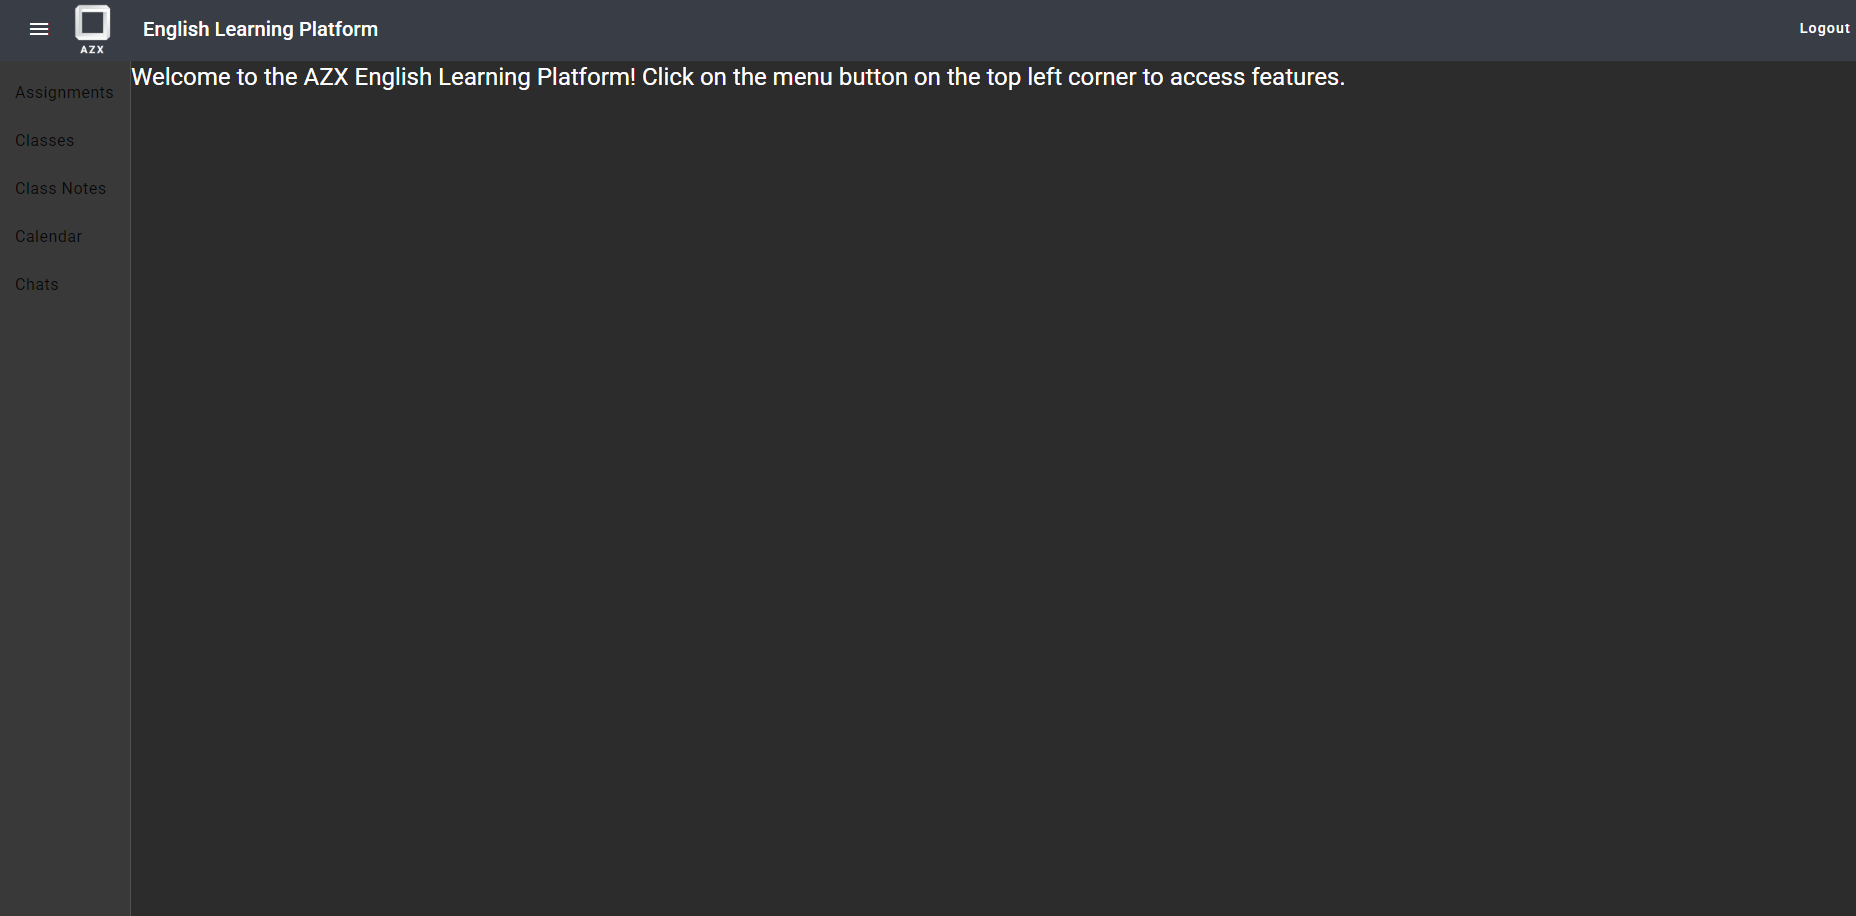 AZX
English Learning Platform
Logout
Welcome to the AZX English Learning Platform! Click on the menu button on the top left corner to access features.
Assignments
Classes
Class Notes
Calendar
Chats